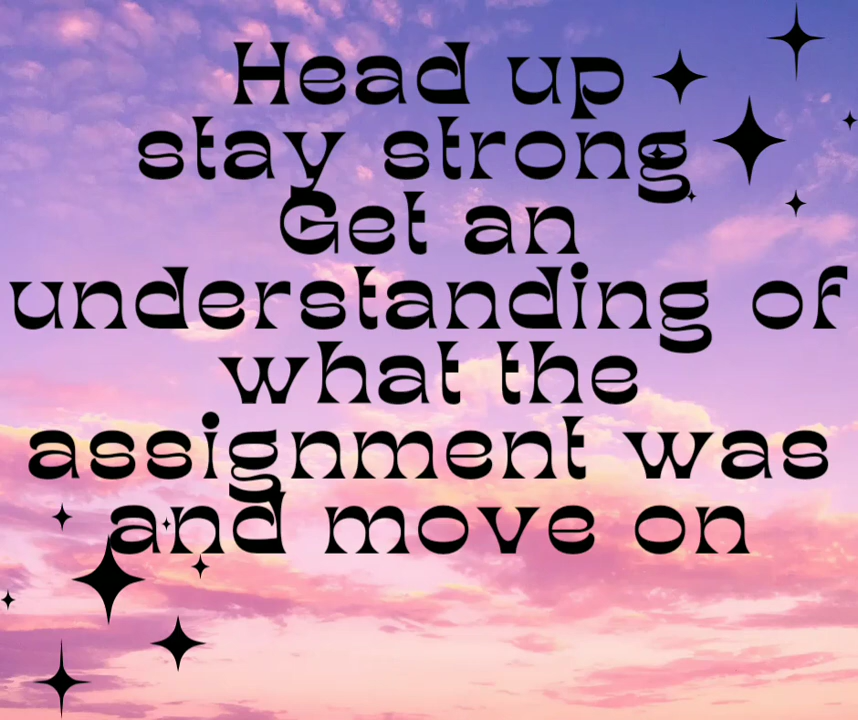 Head up
stay strong
Get an
understanding of
what the
assignment was
and move on